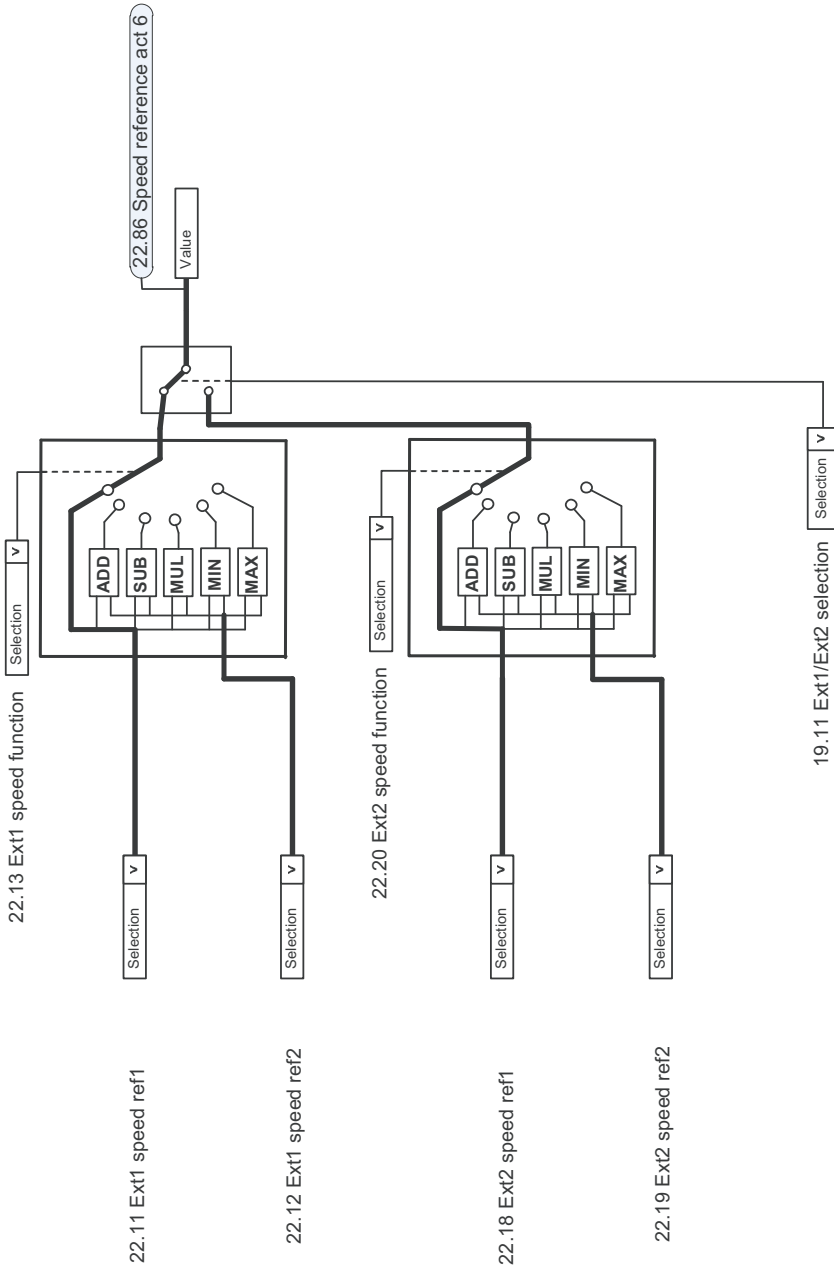 22.11 Ext1 speed ref1
Selection v
22.12 Ext1 speed ref2
Selection v
22.13 Ext1 speed function
Selection v
ADD
SUB
MUL
MIN
MAX
22.86 Speed reference act 6
Value
22.18 Ext2 speed ref1
Selection v
22.19 Ext2 speed ref2
Selection v
22.20 Ext2 speed function
Selection v
ADD
SUB
MUL
MIN
MAX
19.11 Ext1/Ext2 selection
Selection v